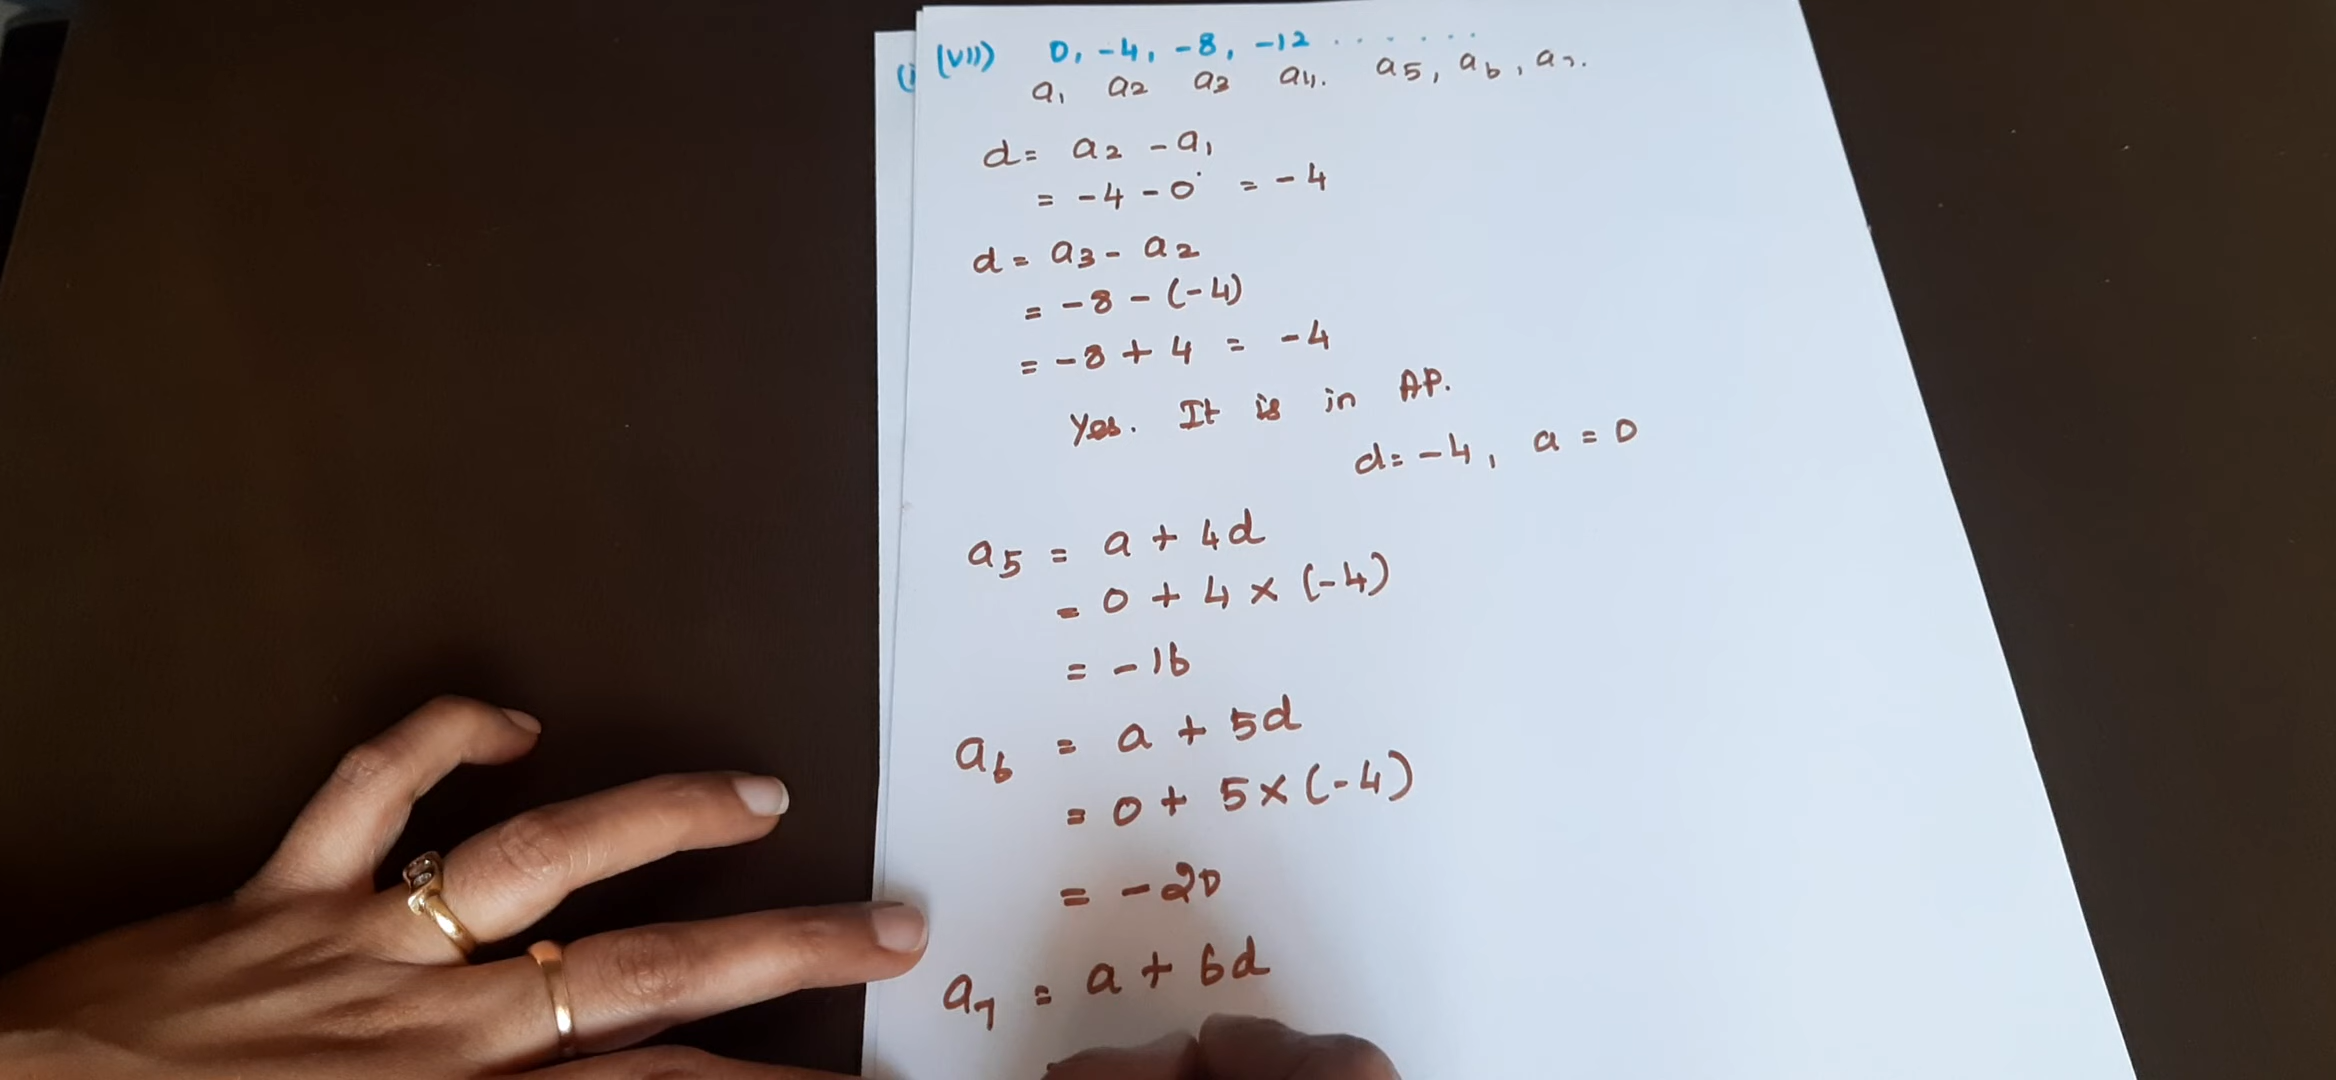 (vii) 0, -4, -8, -12 . . . . . .
a₁ a₂ a₃ a₄. a₅, a₆, a₇.
d = a₂ - a₁
= -4 - 0 = -4
d = a₃ - a₂
= -8 - (-4)
= -8 + 4 = -4
Yes. It is in AP.
d = -4, a = 0
a₅ = a + 4d
= 0 + 4 × (-4)
= -16
a₆ = a + 5d
= 0 + 5 × (-4)
= -20
a₇ = a + 6d